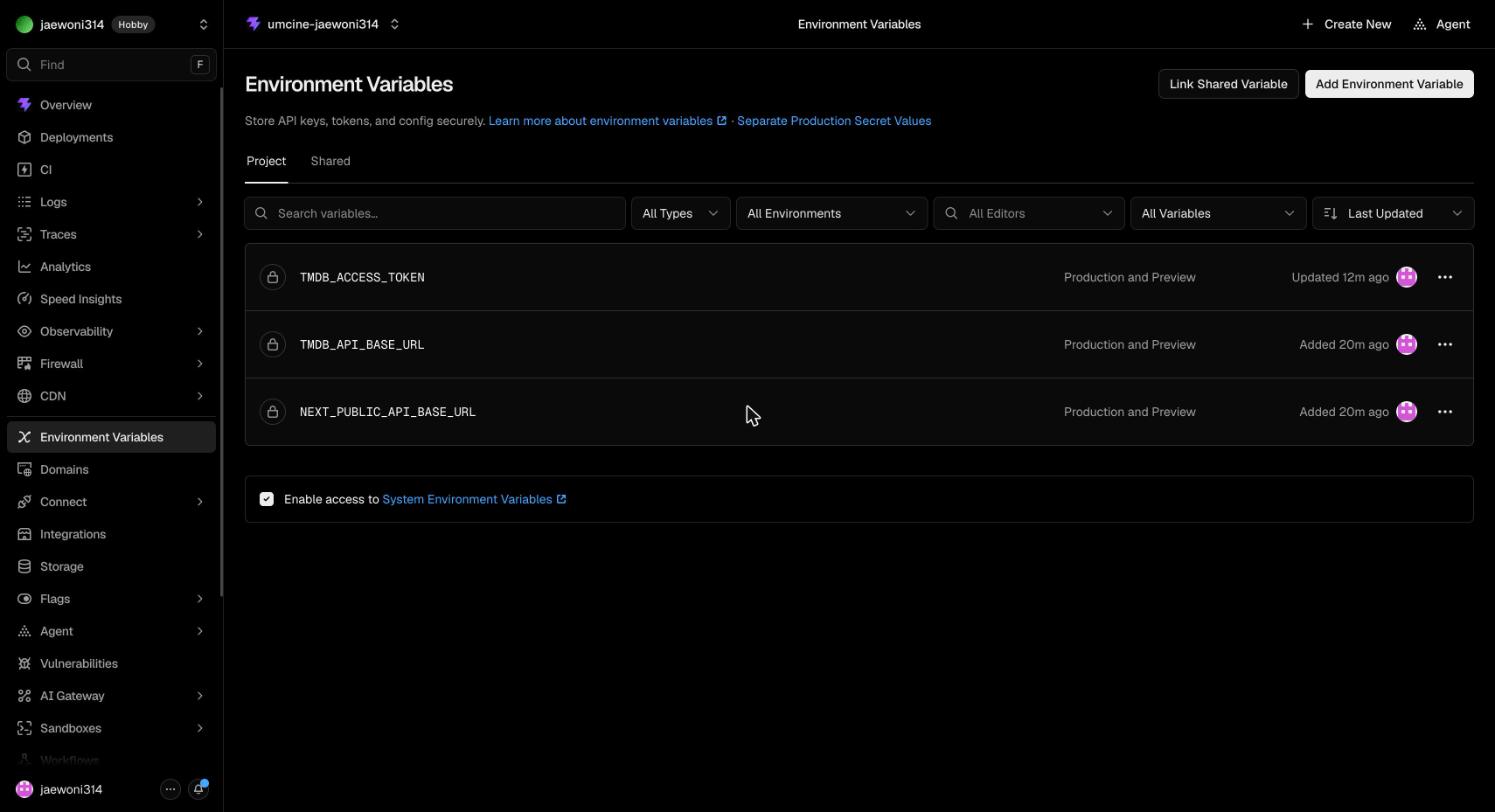 jaewoni314 Hobby
umcine-jaewoni314
Environment Variables
Create New
Agent
Find F
Overview
Deployments
CI
Logs
Traces
Analytics
Speed Insights
Observability
Firewall
CDN
Environment Variables
Domains
Connect
Integrations
Storage
Flags
Agent
Vulnerabilities
AI Gateway
Sandboxes
Workflows
jaewoni314
Environment Variables
Link Shared Variable
Add Environment Variable
Store API keys, tokens, and config securely. Learn more about environment variables · Separate Production Secret Values
Project Shared
Search variables...
All Types
All Environments
All Editors
All Variables
Last Updated
TMDB_ACCESS_TOKEN Production and Preview Updated 12m ago
TMDB_API_BASE_URL Production and Preview Added 20m ago
NEXT_PUBLIC_API_BASE_URL Production and Preview Added 20m ago
Enable access to System Environment Variables